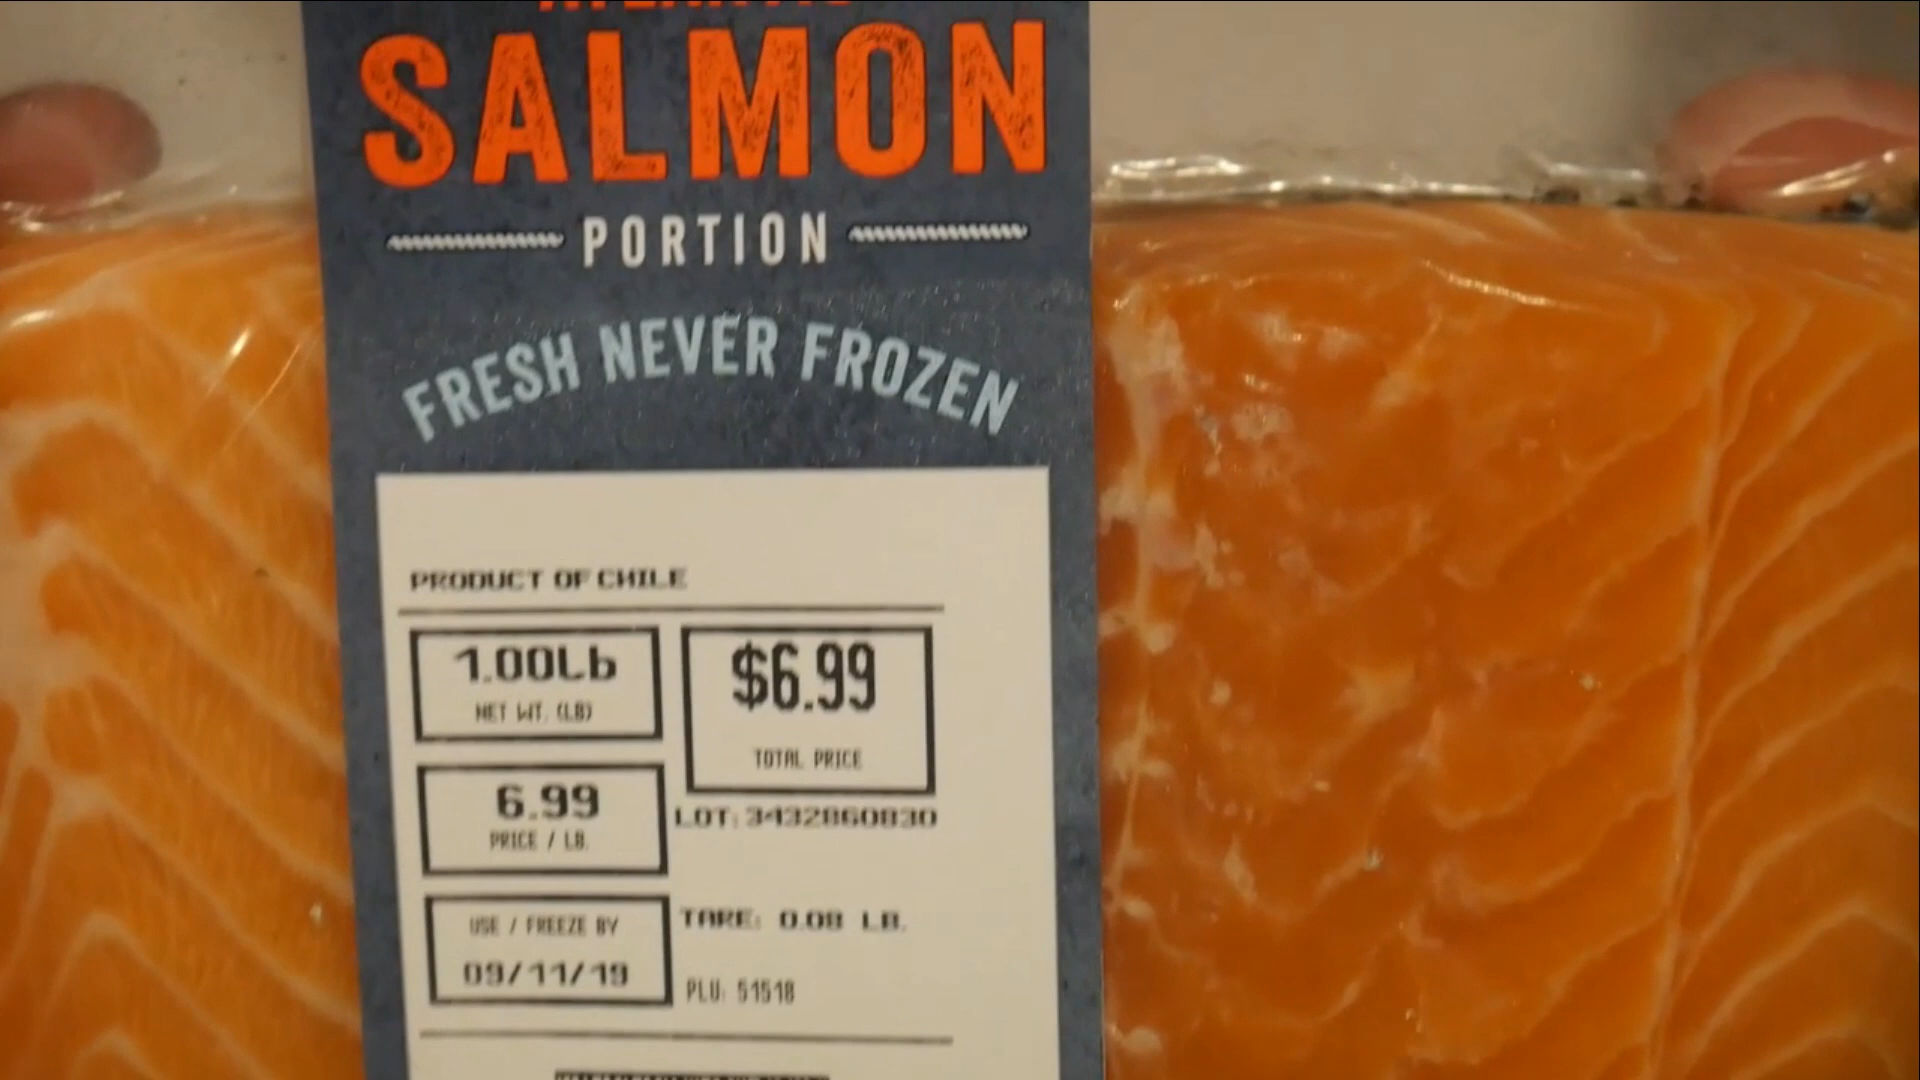 ATLANTIC
SALMON
PORTION
FRESH NEVER FROZEN
PRODUCT OF CHILE
1.00Lb
NET WT. (LB)
$6.99
TOTAL PRICE
6.99
PRICE / LB.
LOT: 3432860830
USE / FREEZE BY
09/11/19
TARE: 0.08 LB.
PLU: 51518